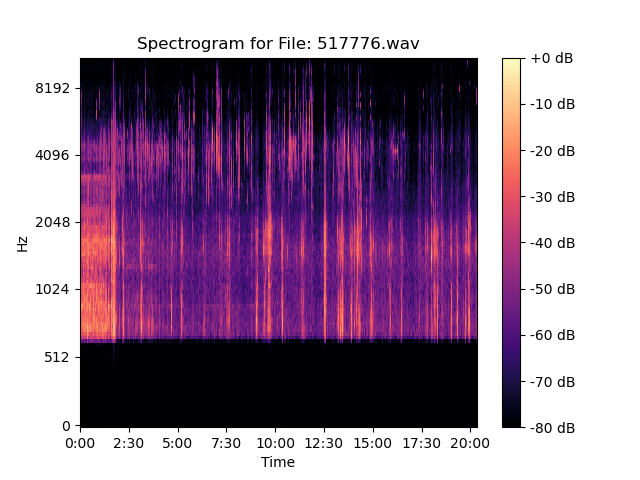 Spectrogram for File: 517776.wav
+0 dB
8192
-10 dB
4096
-20 dB
-30 dB
2048
Hz
-40 dB
1024
-50 dB
512
-60 dB
-70 dB
0
-80 dB
0:00 2:30 5:00 7:30 10:00 12:30 15:00 17:30 20:00
Time